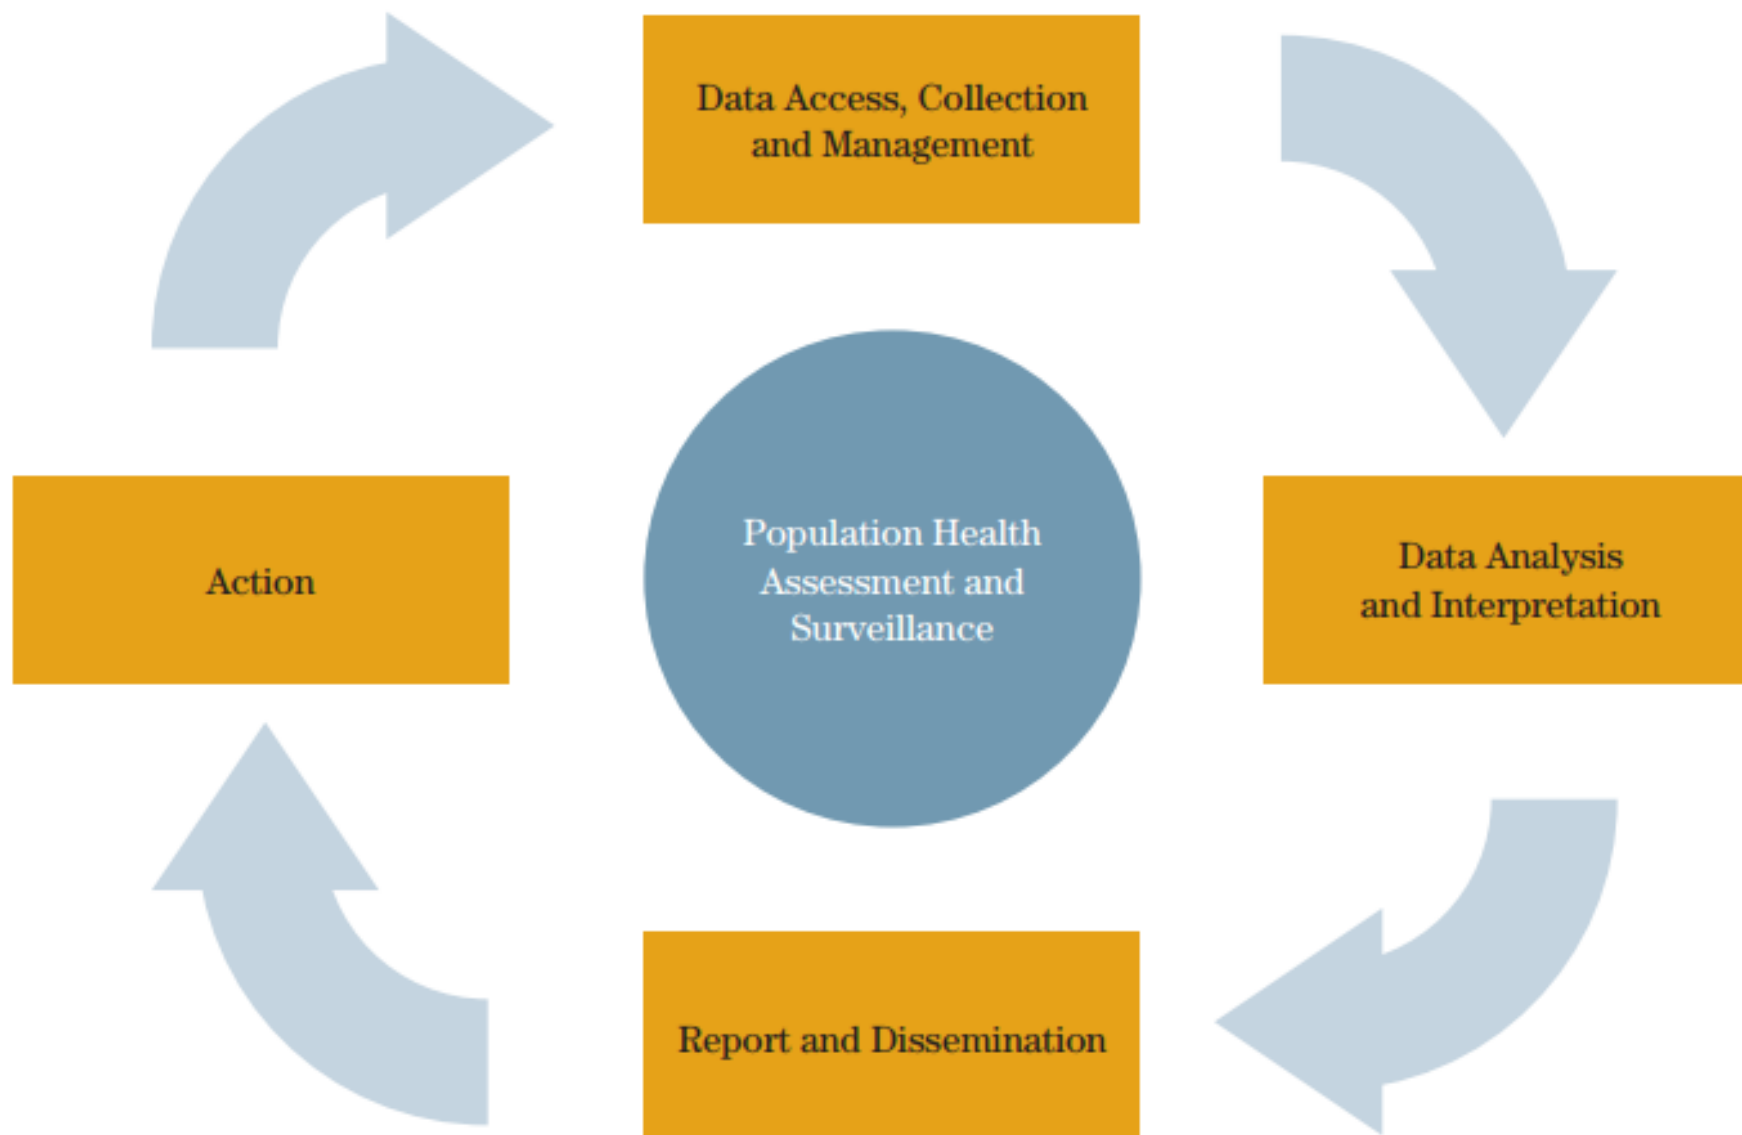 Data Access, Collection
and Management
Population Health
Assessment and
Surveillance
Action
Data Analysis
and Interpretation
Report and Dissemination